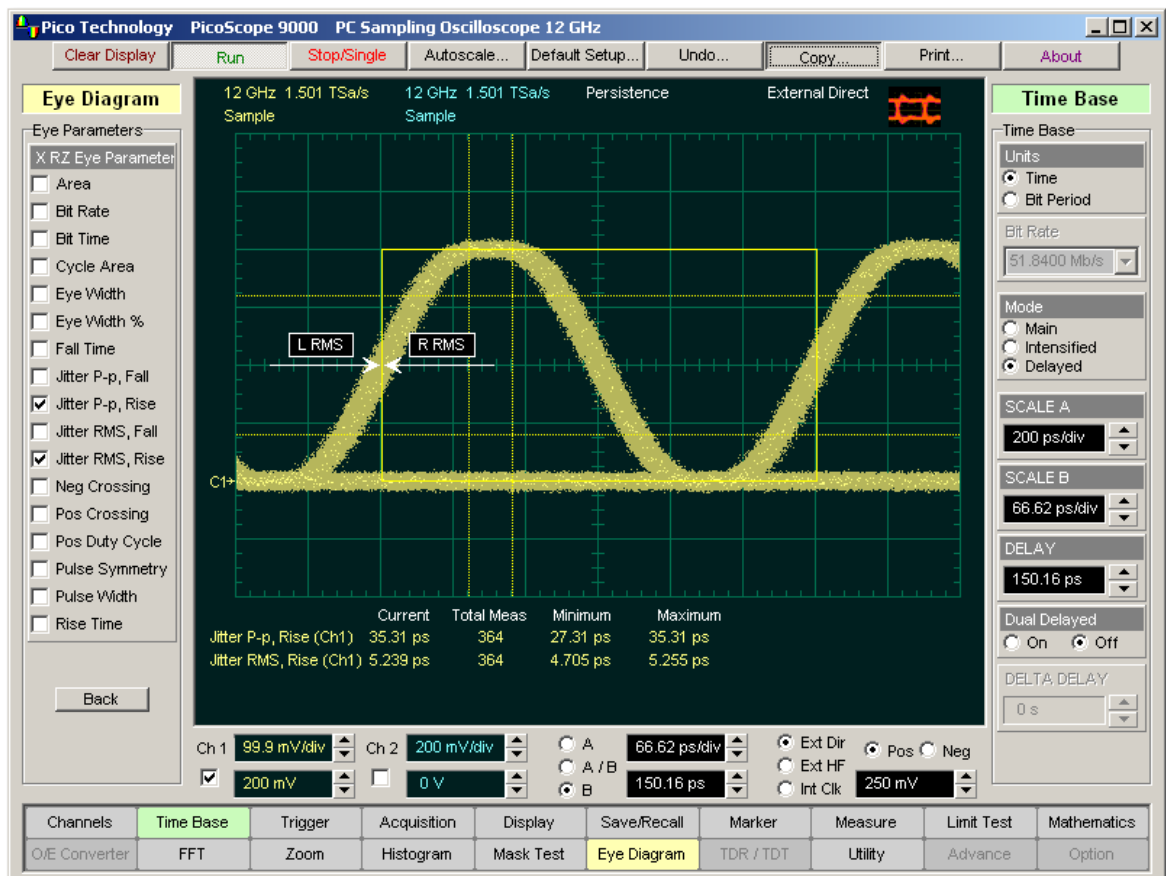 Pico Technology PicoScope 9000 PC Sampling Oscilloscope 12 GHz
Clear Display Run Stop/Single Autoscale... Default Setup... Undo... Copy... Print... About
Eye Diagram
Eye Parameters
X RZ Eye Parameter
Area
Bit Rate
Bit Time
Cycle Area
Eye Width
Eye Width %
Fall Time
Jitter P-p, Fall
Jitter P-p, Rise
Jitter RMS, Fall
Jitter RMS, Rise
Neg Crossing
Pos Crossing
Pos Duty Cycle
Pulse Symmetry
Pulse Width
Rise Time
Back
12 GHz 1.501 TSa/s 12 GHz 1.501 TSa/s Persistence External Direct
Sample Sample
L RMS R RMS
C1
Current Total Meas Minimum Maximum
Jitter P-p, Rise (Ch1) 35.31 ps 364 27.31 ps 35.31 ps
Jitter RMS, Rise (Ch1) 5.239 ps 364 4.705 ps 5.255 ps
Time Base
Time Base
Units
Time
Bit Period
Bit Rate
51.8400 Mb/s
Mode
Main
Intensified
Delayed
SCALE A
200 ps/div
SCALE B
66.62 ps/div
DELAY
150.16 ps
Dual Delayed
On Off
DELTA DELAY
0 s
Ch 1 99.9 mV/div Ch 2 200 mV/div A 66.62 ps/div Ext Dir Pos Neg
A / B Ext HF
200 mV 0 V B 150.16 ps Int Clk 250 mV
Channels Time Base Trigger Acquisition Display Save/Recall Marker Measure Limit Test Mathematics
O/E Converter FFT Zoom Histogram Mask Test Eye Diagram TDR / TDT Utility Advance Option